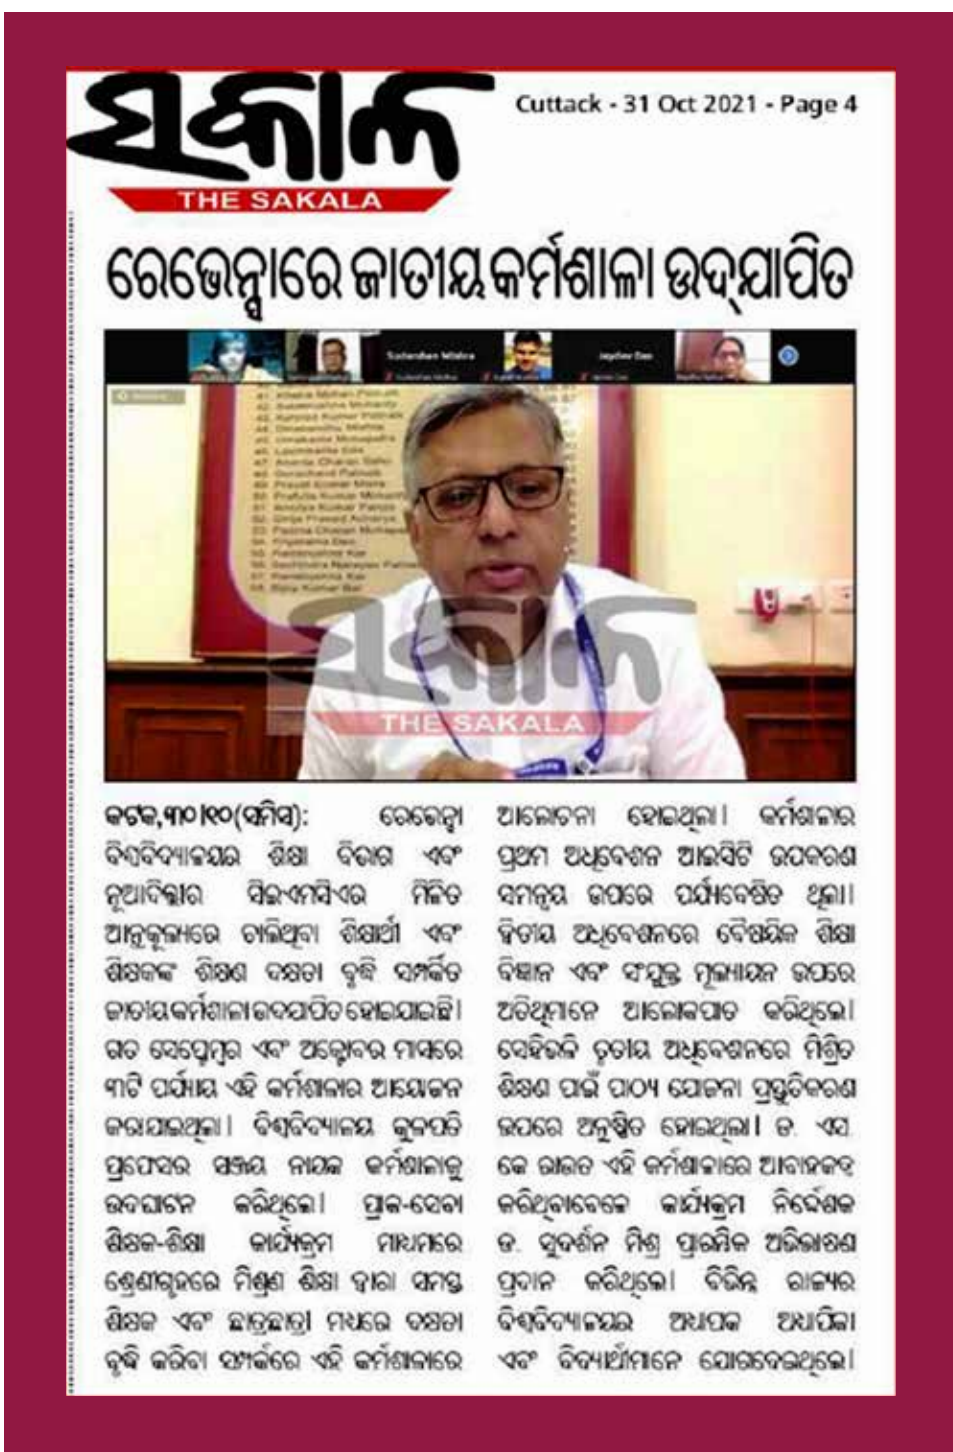 ସକାଳ
THE SAKALA
Cuttack - 31 Oct 2021 - Page 4
ରେଭେନ୍ସାରେ ଜାତୀୟ କର୍ମଶାଳା ଉଦ୍‌ଯାପିତ
Sudarshan Mishra
Jaydev Das
42. Swarnamoyee Mohanty
45. Umakanta Mohapatra
ସକାଳ
THE SAKALA
କଟକ,୩୦।୧୦(ସମିସ): ରେଭେନ୍ସା
ବିଶ୍ୱବିଦ୍ୟାଳୟର ଶିକ୍ଷା ବିଭାଗ ଏବଂ
ନୂଆଦିଲ୍ଲୀର ସିଇଏମସିଏର ମିଳିତ
ଆନୁକୂଲ୍ୟରେ ଚାଲିଥିବା ଶିକ୍ଷାର୍ଥୀ ଏବଂ
ଶିକ୍ଷକଙ୍କ ଶିକ୍ଷଣ ଦକ୍ଷତା ବୃଦ୍ଧି ସମ୍ପର୍କିତ
ଜାତୀୟ କର୍ମଶାଳା ଉଦଯାପିତ ହୋଇଯାଇଛି।
ଗତ ସେପ୍ଟେମ୍ବର ଏବଂ ଅକ୍ଟୋବର ମାସରେ
୩ଟି ପର୍ଯ୍ୟାୟ ଏହି କର୍ମଶାଳାର ଆୟୋଜନ
କରାଯାଇଥିଲା। ବିଶ୍ୱବିଦ୍ୟାଳୟ କୁଳପତି
ପ୍ରଫେସର ସଞ୍ଜୟ ନାୟକ କର୍ମଶାଳାକୁ
ଉଦଘାଟନ କରିଥିଲେ। ପ୍ରାକ-ସେବା
ଶିକ୍ଷକ-ଶିକ୍ଷା କାର୍ଯ୍ୟକ୍ରମ ମାଧ୍ୟମରେ
ଶ୍ରେଣୀଗୃହରେ ମିଶ୍ରଣ ଶିକ୍ଷା ଦ୍ୱାରା ସମସ୍ତ
ଶିକ୍ଷକ ଏବଂ ଛାତ୍ରଛାତ୍ରୀ ମଧ୍ୟରେ ଦକ୍ଷତା
ବୃଦ୍ଧି କରିବା ସମ୍ପର୍କରେ ଏହି କର୍ମଶାଳାରେ
ଆଲୋଚନା ହୋଇଥିଲା। କର୍ମଶାଳାର
ପ୍ରଥମ ଅଧିବେଶନ ଆଇସିଟି ଉପକରଣ
ସମନ୍ୱୟ ଉପରେ ପର୍ଯ୍ୟବେଷିତ ଥିଲା।
ଦ୍ୱିତୀୟ ଅଧିବେଶନରେ ବୈଷୟିକ ଶିକ୍ଷା
ବିଜ୍ଞାନ ଏବଂ ସଂଯୁକ୍ତ ମୂଲ୍ୟାୟନ ଉପରେ
ଅତିଥିମାନେ ଆଲୋକପାତ କରିଥିଲେ।
ସେହିଭଳି ତୃତୀୟ ଅଧିବେଶନରେ ମିଶ୍ରିତ
ଶିକ୍ଷଣ ପାଇଁ ପାଠ୍ୟ ଯୋଜନା ପ୍ରସ୍ତୁତିକରଣ
ଉପରେ ଅନୁଷ୍ଠିତ ହୋଇଥିଲା। ଡ. ଏସ.
କେ ରାଉତ ଏହି କର୍ମଶାଳାରେ ଆବାହକତ୍ୱ
କରିଥିବାବେଳେ କାର୍ଯ୍ୟକ୍ରମ ନିର୍ଦ୍ଦେଶକ
ଡ. ସୁଦର୍ଶନ ମିଶ୍ର ପ୍ରାରମ୍ଭିକ ଅଭିଭାଷଣ
ପ୍ରଦାନ କରିଥିଲେ। ବିଭିନ୍ନ ରାଜ୍ୟର
ବିଶ୍ୱବିଦ୍ୟାଳୟର ଅଧ୍ୟାପକ ଅଧ୍ୟାପିକା
ଏବଂ ବିଦ୍ୟାର୍ଥୀମାନେ ଯୋଗଦେଇଥିଲେ।